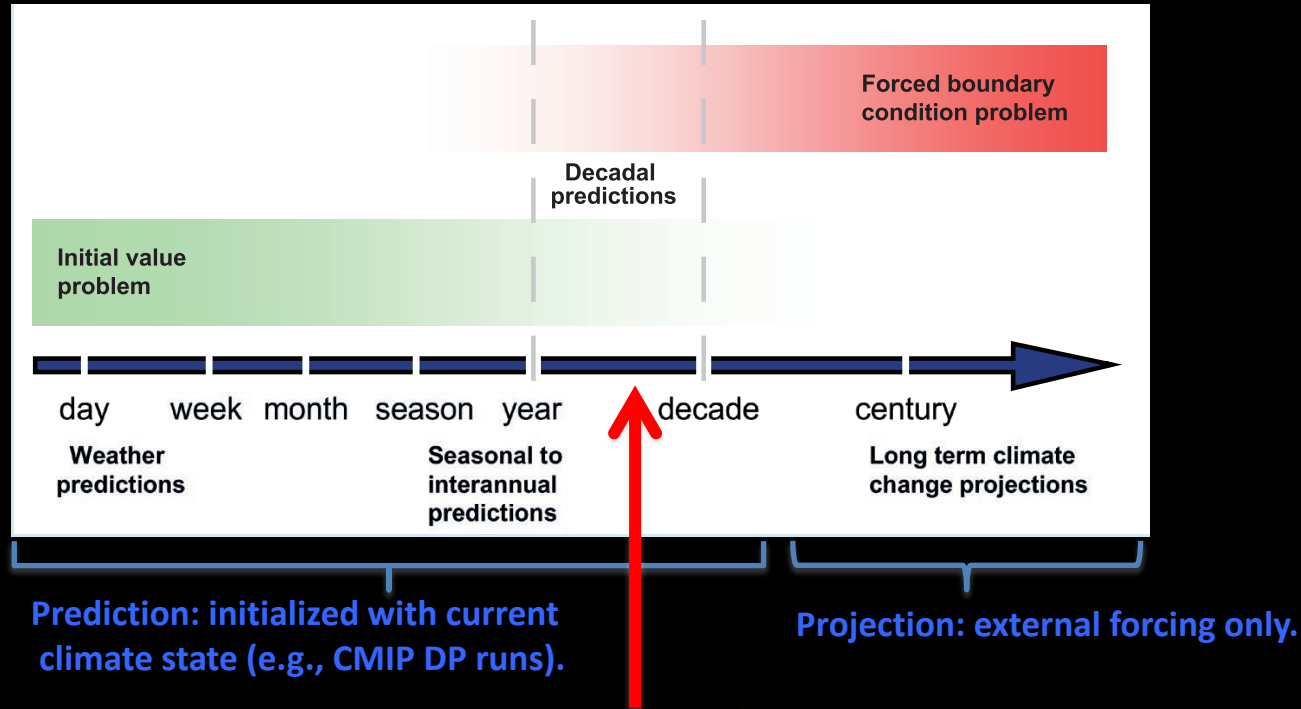 Forced boundary
condition problem
Decadal
predictions
Initial value
problem
day week month season year decade century
Weather
predictions
Seasonal to
interannual
predictions
Long term climate
change projections
Prediction: initialized with current
climate state (e.g., CMIP DP runs).
Projection: external forcing only.